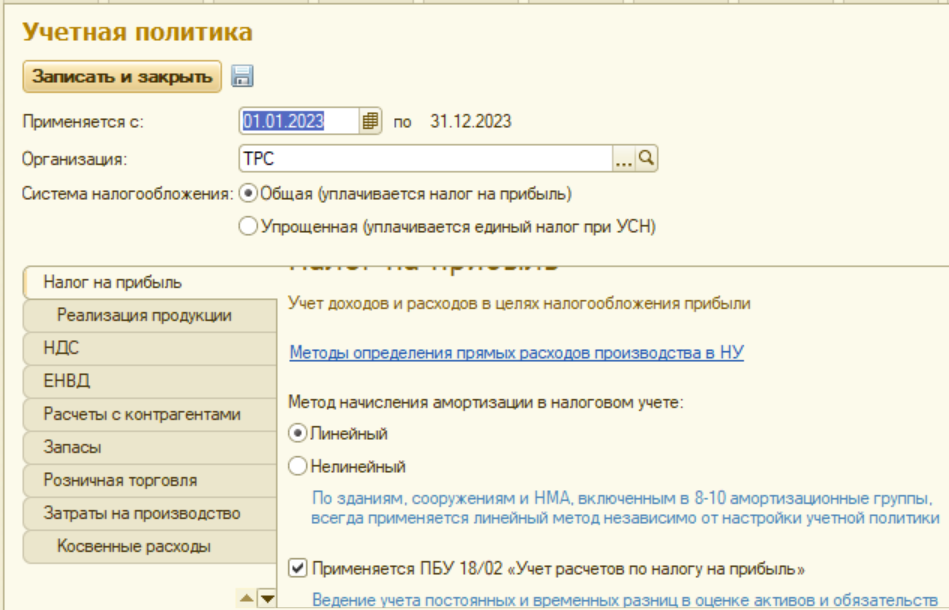 Учетная политика
Записать и закрыть
Применяется с: 01.01.2023 по 31.12.2023
Организация: ТРС ...
Система налогообложения: Общая (уплачивается налог на прибыль)
Упрощенная (уплачивается единый налог при УСН)
Налог на прибыль
Реализация продукции
НДС
ЕНВД
Расчеты с контрагентами
Запасы
Розничная торговля
Затраты на производство
Косвенные расходы
Налог на прибыль
Учет доходов и расходов в целях налогообложения прибыли
Методы определения прямых расходов производства в НУ
Метод начисления амортизации в налоговом учете:
Линейный
Нелинейный
По зданиям, сооружениям и НМА, включенным в 8-10 амортизационные группы,
всегда применяется линейный метод независимо от настройки учетной политики
Применяется ПБУ 18/02 «Учет расчетов по налогу на прибыль»
Ведение учета постоянных и временных разниц в оценке активов и обязательств